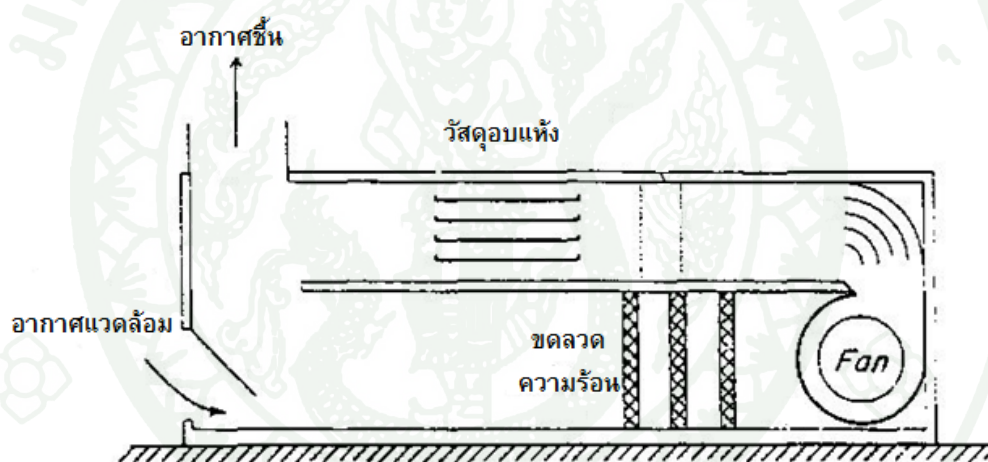 อากาศชื้น
วัสดุอบแห้ง
อากาศแวดล้อม
ขดลวด
ความร้อน
Fan